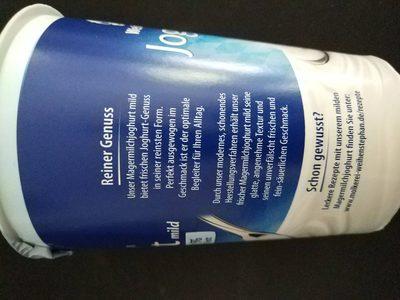 Jog
Reiner Genuss
Unser Magermilchjoghurt mild
bietet frischen Joghurt-Genuss
in seiner reinsten Form.
Perfekt ausgewogen im
Geschmack ist er der optimale
Begleiter für Ihren Alltag.
Durch unser modernes, schonendes
Herstellungsverfahren erhält unser
frischer Magermilchjoghurt mild seine
glatte, angenehme Textur und
seinen unverfälscht frischen und
fein-säuerlichen Geschmack.
Schon gewusst?
Leckere Rezepte mit unserem milden
Magermilchjoghurt finden Sie unter:
www.molkerei-weihenstephan.de/rezepte
t mild